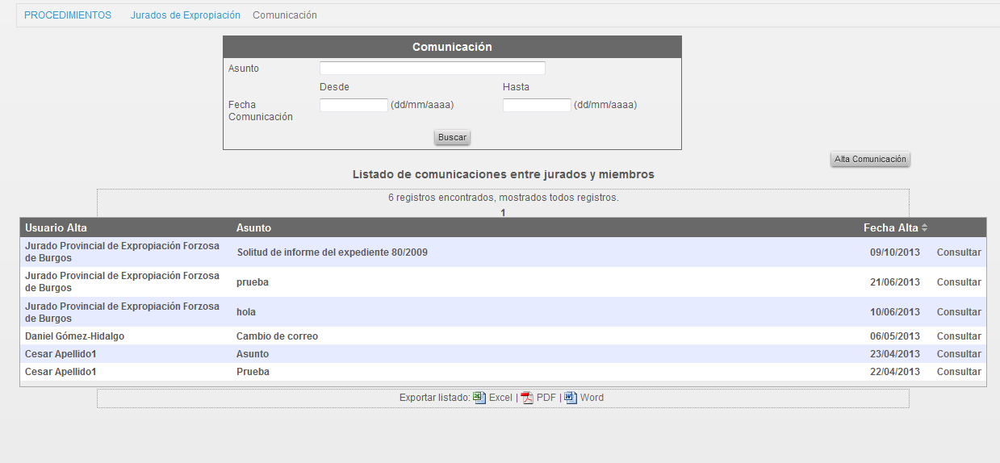 PROCEDIMIENTOS Jurados de Expropiación Comunicación
Comunicación
Asunto
Desde Hasta
Fecha Comunicación (dd/mm/aaaa) (dd/mm/aaaa)
Buscar
Alta Comunicación
Listado de comunicaciones entre jurados y miembros
6 registros encontrados, mostrados todos registros.
1
Usuario Alta Asunto Fecha Alta
Jurado Provincial de Expropiación Forzosa de Burgos Solitud de informe del expediente 80/2009 09/10/2013 Consultar
Jurado Provincial de Expropiación Forzosa de Burgos prueba 21/06/2013 Consultar
Jurado Provincial de Expropiación Forzosa de Burgos hola 10/06/2013 Consultar
Daniel Gómez-Hidalgo Cambio de correo 06/05/2013 Consultar
Cesar Apellido1 Asunto 23/04/2013 Consultar
Cesar Apellido1 Prueba 22/04/2013 Consultar
Exportar listado: Excel | PDF | Word